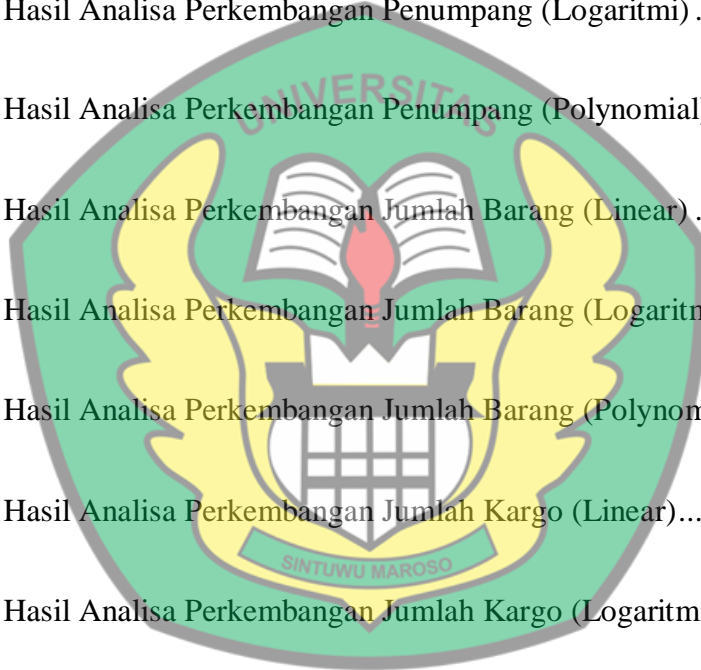 Hasil Analisa Perkembangan Penumpang (Logaritmi) .
UNIVERSITAS
Hasil Analisa Perkembangan Penumpang (Polynomial)
Hasil Analisa Perkembangan Jumlah Barang (Linear) .
Hasil Analisa Perkembangan Jumlah Barang (Logaritm
Hasil Analisa Perkembangan Jumlah Barang (Polynom
Hasil Analisa Perkembangan Jumlah Kargo (Linear)...
SINTUWU MAROSO
Hasil Analisa Perkembangan Jumlah Kargo (Logaritm